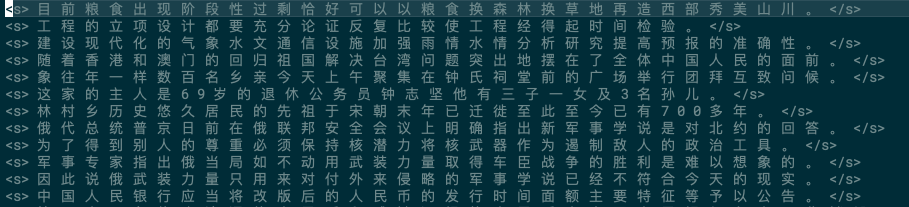 <s> 目 前 粮 食 出 现 阶 段 性 过 剩 恰 好 可 以 以 粮 食 换 森 林 换 草 地 再 造 西 部 秀 美 山 川 。 </s>
<s> 工 程 的 立 项 设 计 都 要 充 分 论 证 反 复 比 较 使 工 程 经 得 起 时 间 检 验 。 </s>
<s> 建 设 现 代 化 的 气 象 水 文 通 信 设 施 加 强 雨 情 水 情 分 析 研 究 提 高 预 报 的 准 确 性 。 </s>
<s> 随 着 香 港 和 澳 门 的 回 归 祖 国 解 决 台 湾 问 题 突 出 地 摆 在 了 全 体 中 国 人 民 的 面 前 。 </s>
<s> 象 往 年 一 样 数 百 名 乡 亲 今 天 上 午 聚 集 在 钟 氏 祠 堂 前 的 广 场 举 行 团 拜 互 致 问 候 。 </s>
<s> 这 家 的 主 人 是 6 9 岁 的 退 休 公 务 员 钟 志 坚 他 有 三 子 一 女 及 3 名 孙 儿 。 </s>
<s> 林 村 乡 历 史 悠 久 居 民 的 先 祖 于 宋 朝 末 年 已 迁 徙 至 此 至 今 已 有 7 0 0 多 年 。 </s>
<s> 俄 代 总 统 普 京 日 前 在 俄 联 邦 安 全 会 议 上 明 确 指 出 新 军 事 学 说 是 对 北 约 的 回 答 。 </s>
<s> 为 了 得 到 别 人 的 尊 重 必 须 保 持 核 潜 力 将 核 武 器 作 为 遏 制 敌 人 的 政 治 工 具 。 </s>
<s> 军 事 专 家 指 出 俄 当 局 如 不 动 用 武 装 力 量 取 得 车 臣 战 争 的 胜 利 是 难 以 想 象 的 。 </s>
<s> 因 此 说 俄 武 装 力 量 只 用 来 对 付 外 来 侵 略 的 军 事 学 说 已 经 不 符 合 今 天 的 现 实 。 </s>
<s> 中 国 人 民 银 行 应 当 将 改 版 后 的 人 民 币 的 发 行 时 间 面 额 主 要 特 征 等 予 以 公 告 。 </s>